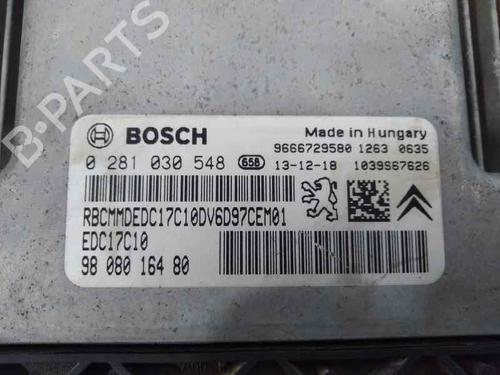 BOSCH
Made in Hungary
9666729580 1263 0635
0 281 030 548 658 13-12-18 1039S67626
RBCMMDEDC17C10DV6D97CEM01
EDC17C10
98 080 164 80
B-PARTS